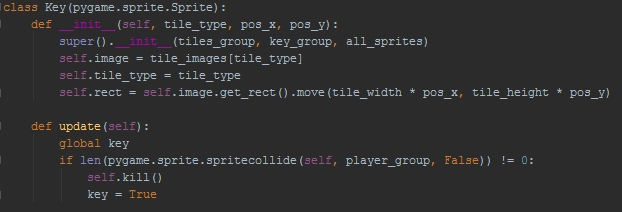 class Key(pygame.sprite.Sprite):
    def __init__(self, tile_type, pos_x, pos_y):
        super().__init__(tiles_group, key_group, all_sprites)
        self.image = tile_images[tile_type]
        self.tile_type = tile_type
        self.rect = self.image.get_rect().move(tile_width * pos_x, tile_height * pos_y)

    def update(self):
        global key
        if len(pygame.sprite.spritecollide(self, player_group, False)) != 0:
            self.kill()
            key = True